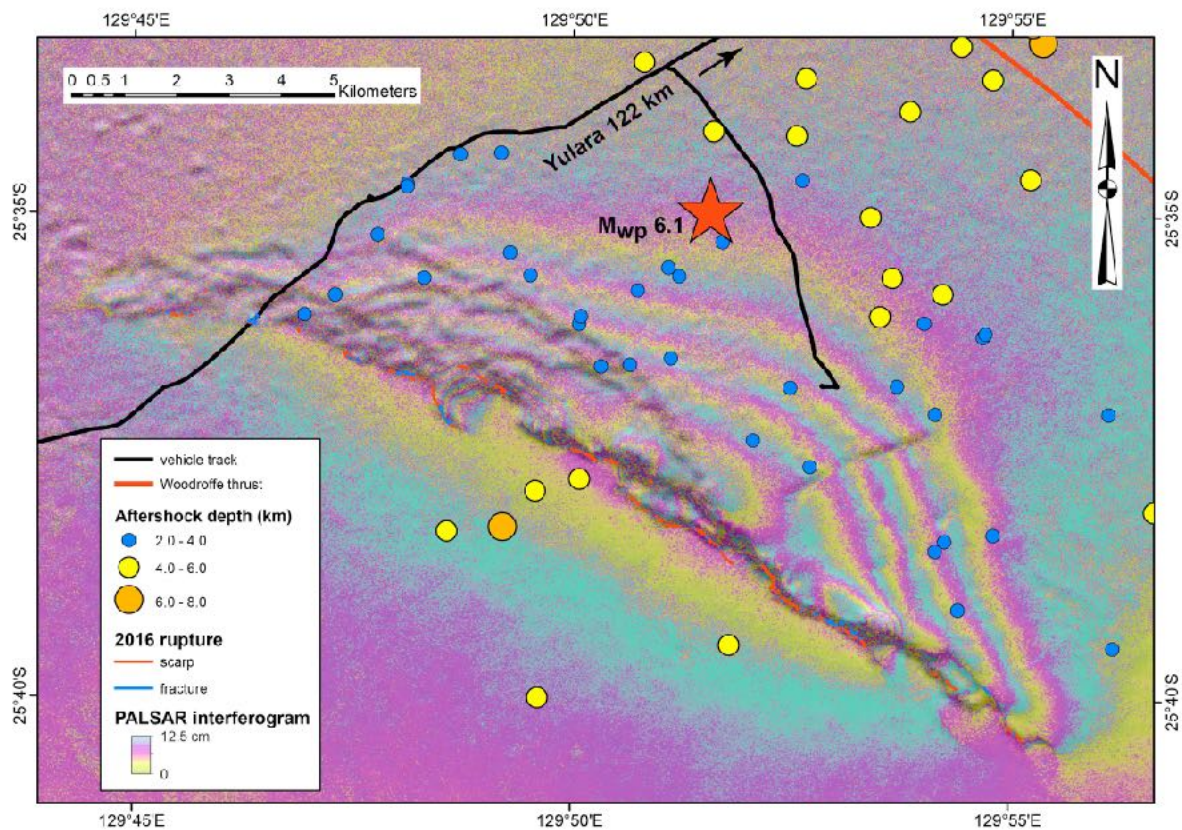 129°45'E 129°50'E 129°55'E
0 0.5 1 2 3 4 5
Kilometers
N
Yulara 122 km
25°35'S 25°35'S
Mwp 6.1
vehicle track
Woodroffe thrust
Aftershock depth (km)
2.0 - 4.0
4.0 - 6.0
6.0 - 8.0
2016 rupture
scarp
fracture
PALSAR interferogram
12.5 cm
0
25°40'S 25°40'S
129°45'E 129°50'E 129°55'E